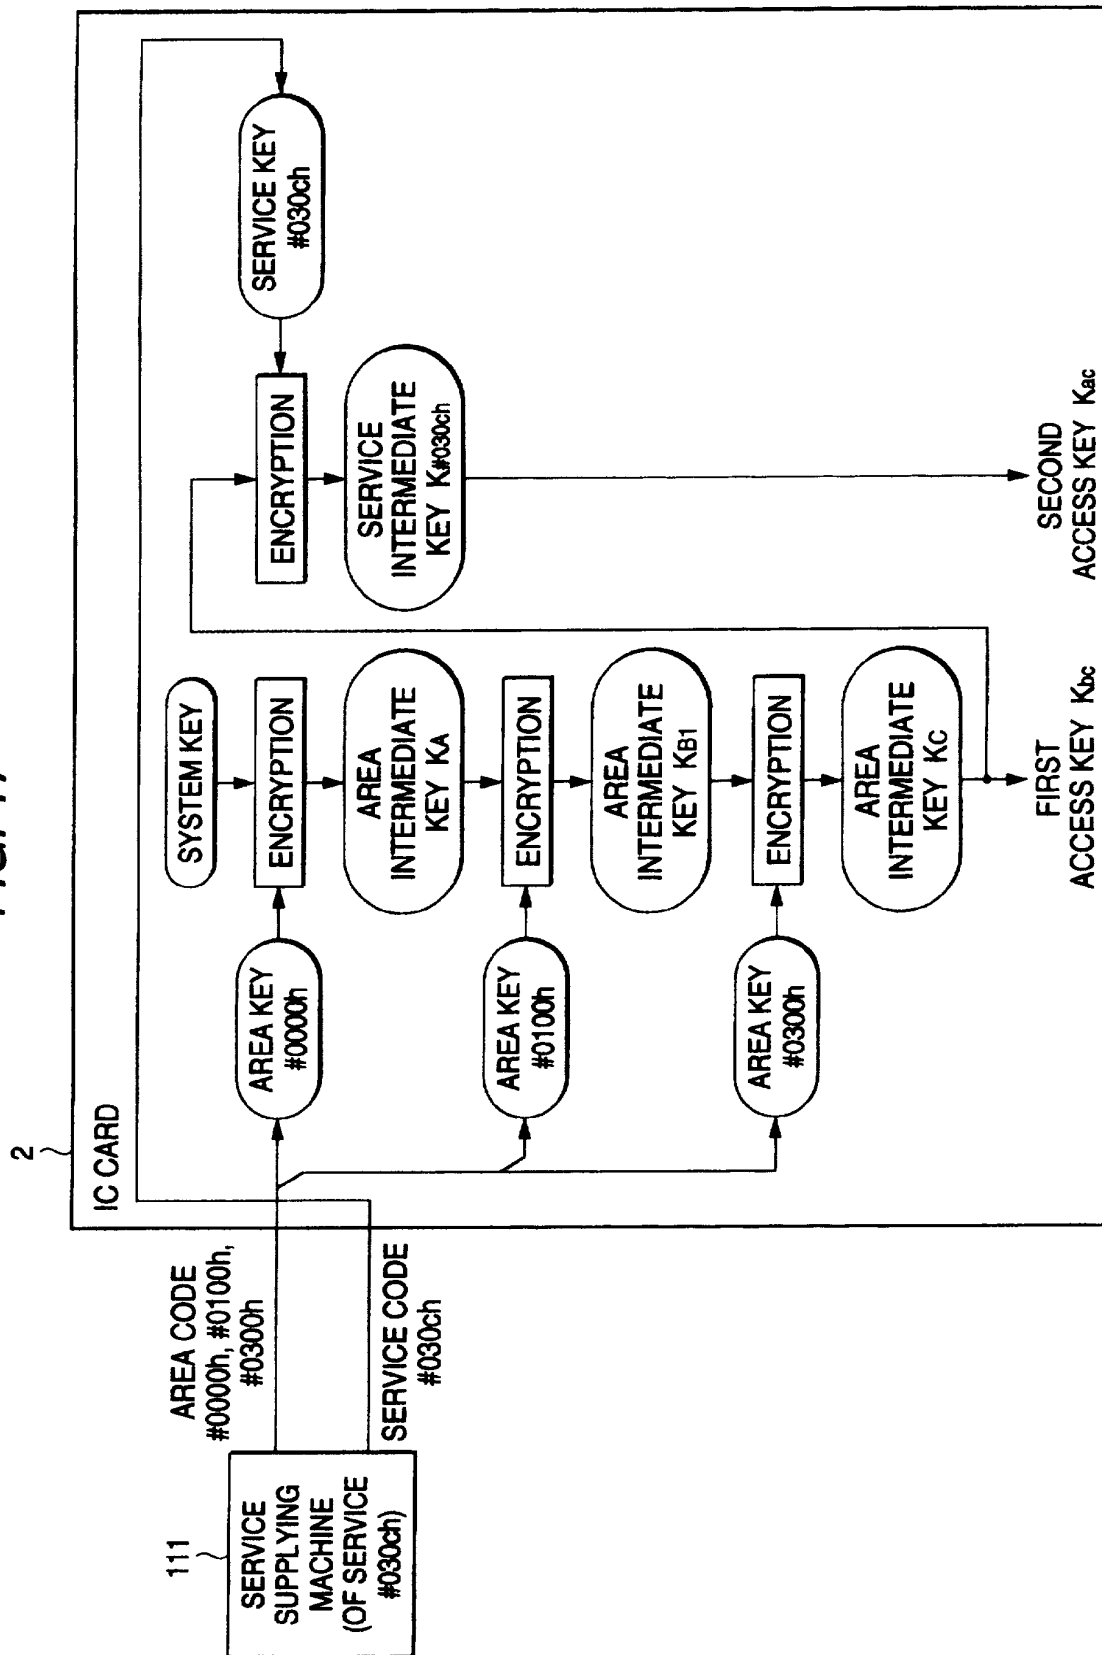 2
IC CARD
111
SERVICE
SUPPLYING
MACHINE
(OF SERVICE
#030ch)
AREA CODE
#0000h, #0100h,
#0300h
SERVICE CODE
#030ch
AREA KEY
#0000h
AREA KEY
#0100h
AREA KEY
#0300h
SYSTEM KEY
ENCRYPTION
AREA
INTERMEDIATE
KEY KA
ENCRYPTION
AREA
INTERMEDIATE
KEY KB1
ENCRYPTION
AREA
INTERMEDIATE
KEY KC
FIRST
ACCESS KEY Kbc
SERVICE KEY
#030ch
ENCRYPTION
SERVICE
INTERMEDIATE
KEY K#030ch
SECOND
ACCESS KEY Kac